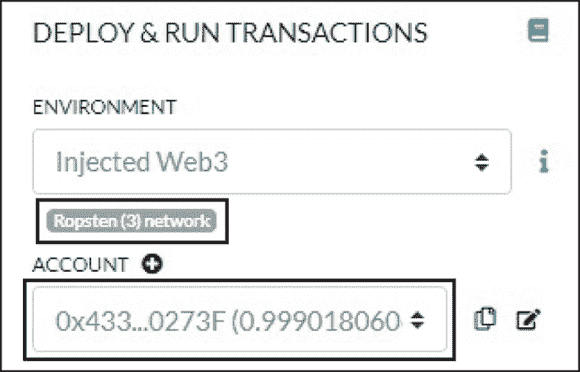 DEPLOY & RUN TRANSACTIONS
ENVIRONMENT
Injected Web3
Ropsten (3) network
ACCOUNT
0x433...0273F (0.999018060